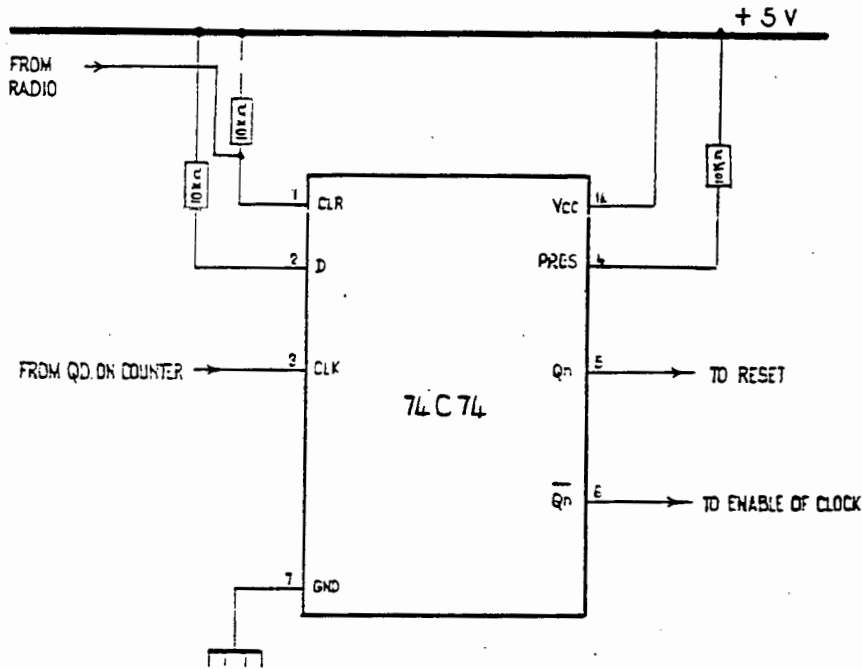 + 5 V
FROM
RADIO
10kΩ
10kΩ
10kΩ
1
CLR
2
D
FROM QD. ON COUNTER
3
CLK
74C74
7
GND
14
VCC
4
PRES
5
Qn
TO RESET
6
Qn
TO ENABLE OF CLOCK